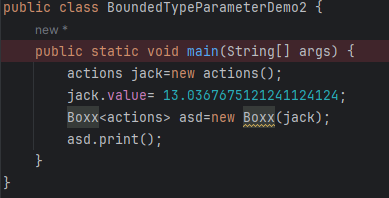 public class BoundedTypeParameterDemo2 {
new *
public static void main(String[] args) {
actions jack=new actions();
jack.value= 13.0367675121241124124;
Boxx<actions> asd=new Boxx(jack);
asd.print();
}
}